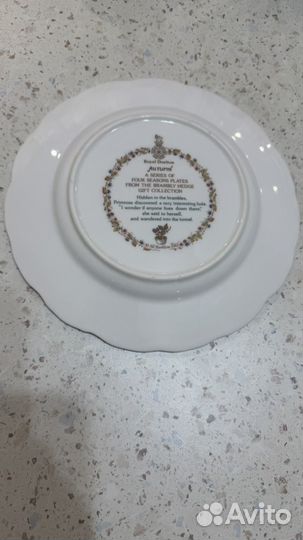 Royal Doulton
AUTUMN
A SERIES OF
FOUR SEASONS PLATES
FROM THE BRAMBLY HEDGE
GIFT COLLECTION
Hidden in the brambles,
Primrose discovered a very interesting hole.
"I wonder if anyone lives down there,"
she said to herself,
and wandered into the tunnel.
Avito